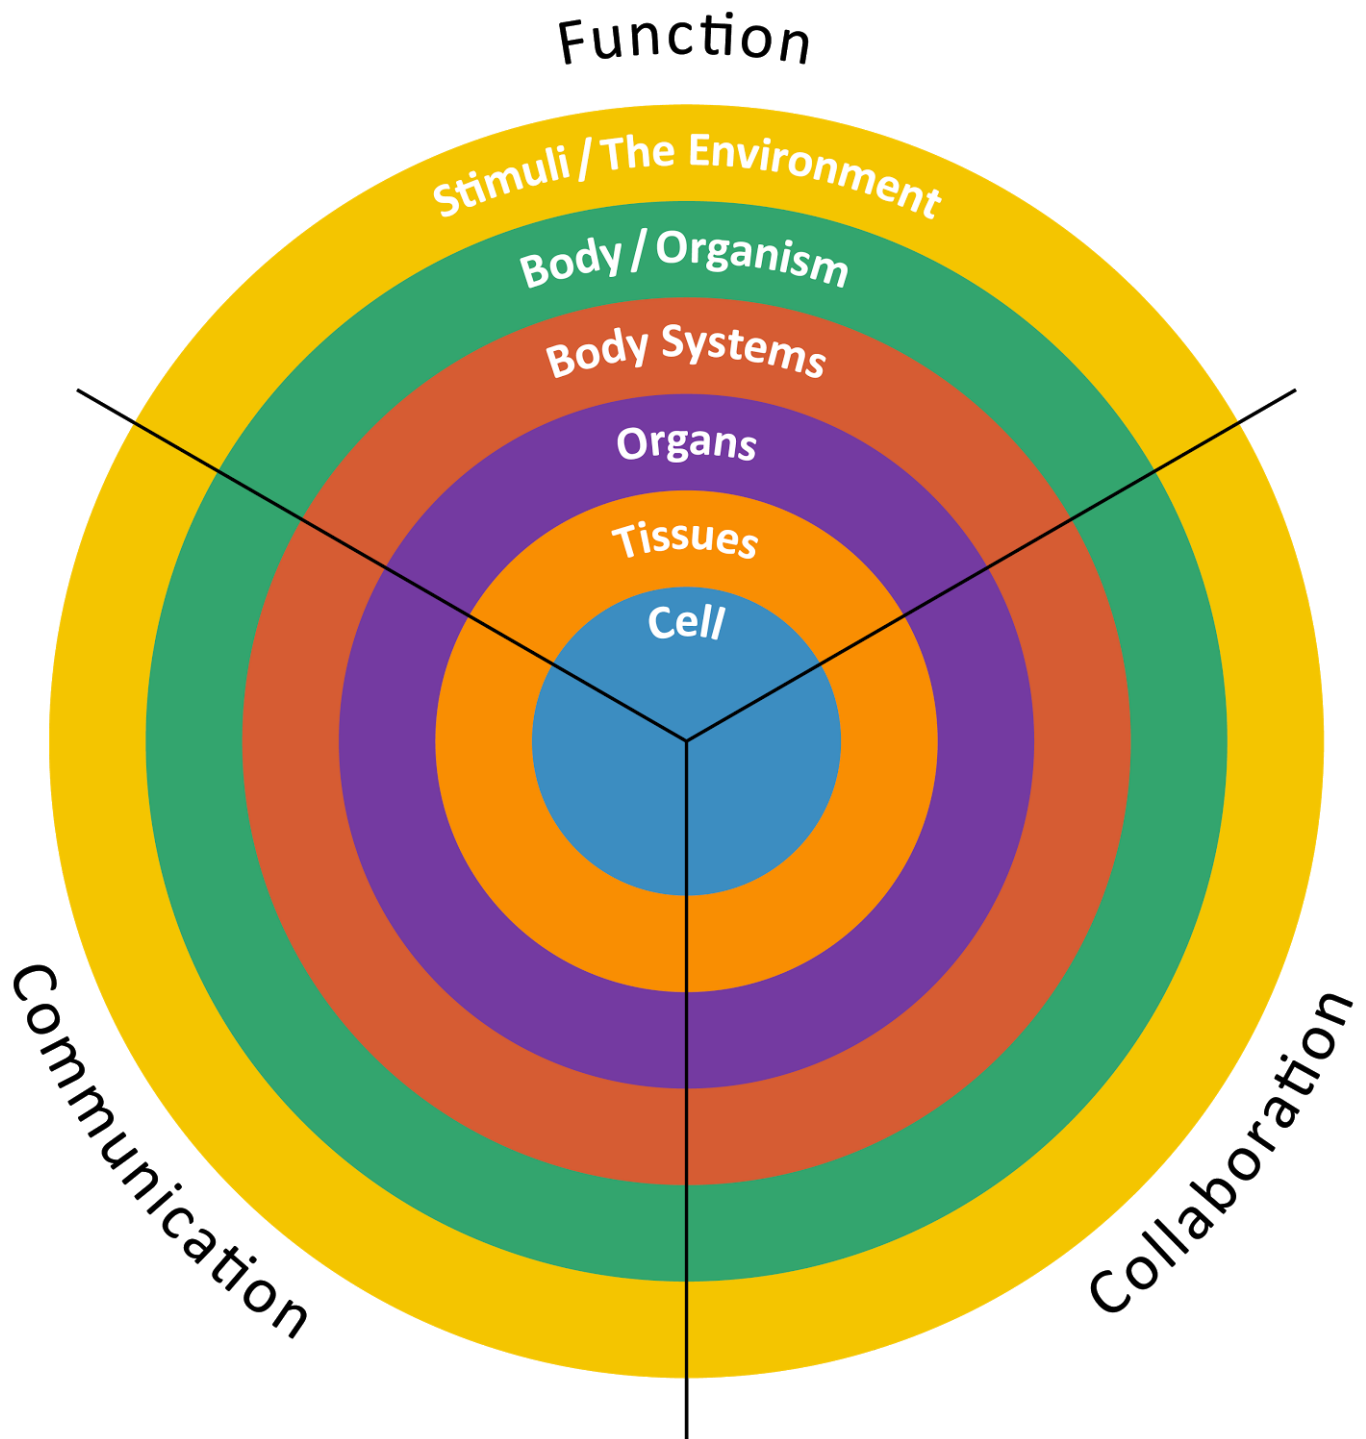 Function
Stimuli / The Environment
Body / Organism
Body Systems
Organs
Tissues
Cell
Communication
Collaboration